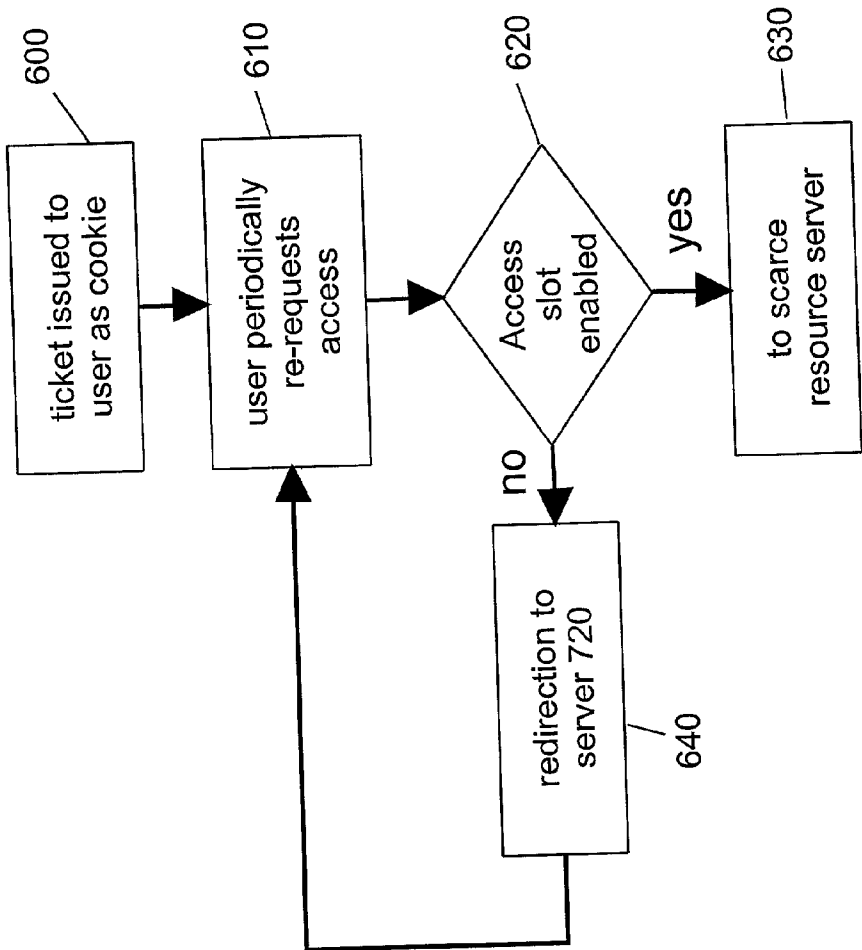 600
ticket issued to
user as cookie
610
user periodically
re-requests
access
620
Access
slot
enabled
no
yes
630
to scarce
resource server
redirection to
server 720
640